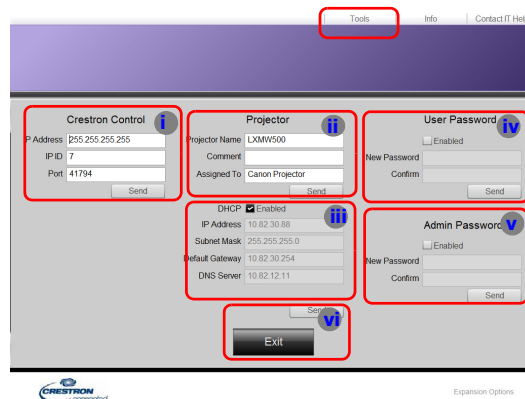 Tools Info Contact IT Hel
Crestron Control i
P Address 255.255.255.255
IP ID 7
Port 41794
Send
Projector ii
Projector Name LXMW500
Comment
Assigned To Canon Projector
Send
DHCP Enabled iii
IP Address 10.82.30.88
Subnet Mask 255.255.255.0
Default Gateway 10.82.30.254
DNS Server 10.82.12.11
Send
User Password iv
Enabled
New Password
Confirm
Send
Admin Password v
Enabled
New Password
Confirm
Send
vi
Exit
CRESTRON
connected
Expansion Options